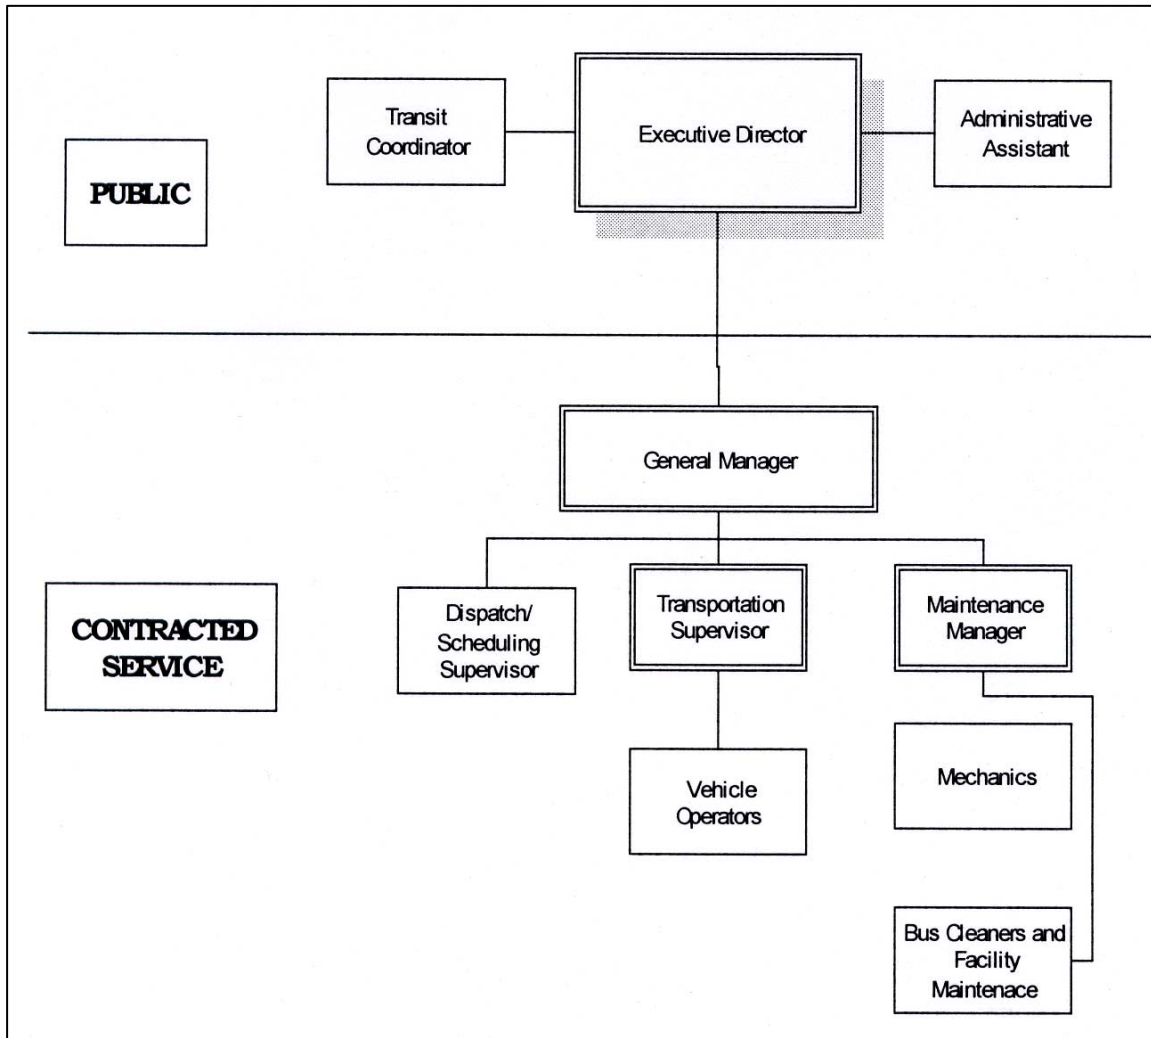 Transit
Coordinator
Executive Director
Administrative
Assistant
PUBLIC
General Manager
CONTRACTED
SERVICE
Dispatch/
Scheduling
Supervisor
Transportation
Supervisor
Maintenance
Manager
Vehicle
Operators
Mechanics
Bus Cleaners and
Facility
Maintenace